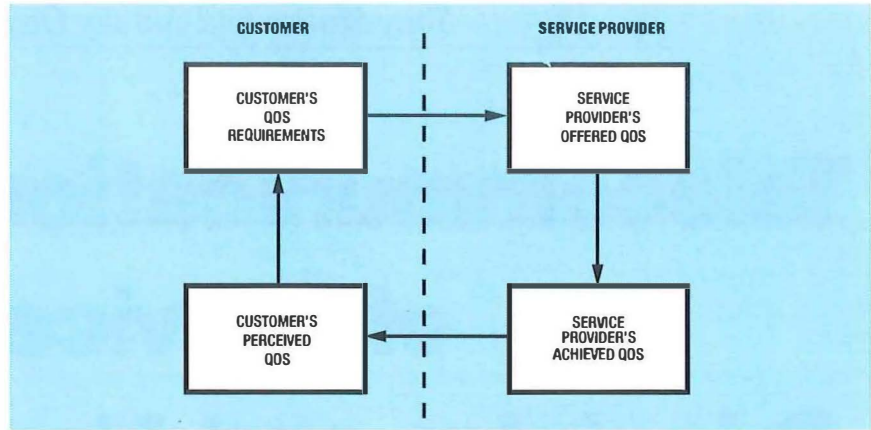 CUSTOMER
SERVICE PROVIDER
CUSTOMER'S
QOS
REQUIREMENTS
SERVICE
PROVIDER'S
OFFERED QOS
CUSTOMER'S
PERCEIVED
QOS
SERVICE
PROVIDER'S
ACHIEVED QOS